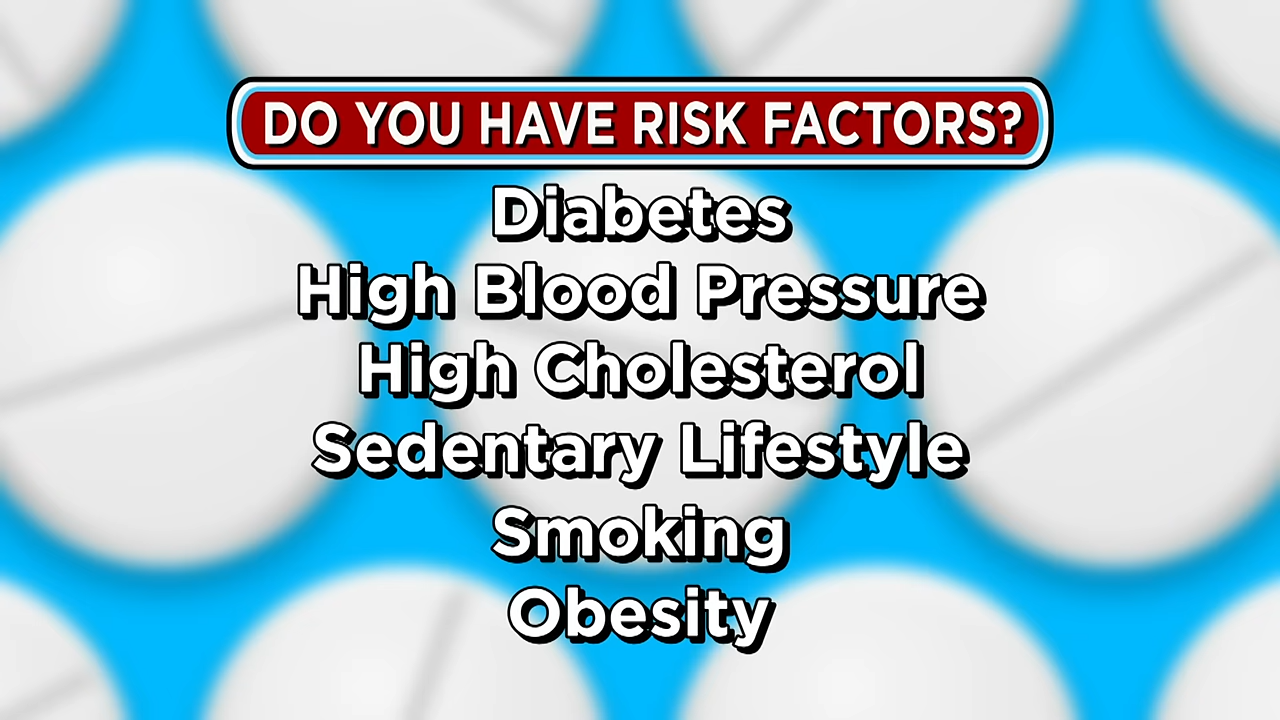 DO YOU HAVE RISK FACTORS?
Diabetes
High Blood Pressure
High Cholesterol
Sedentary Lifestyle
Smoking
Obesity